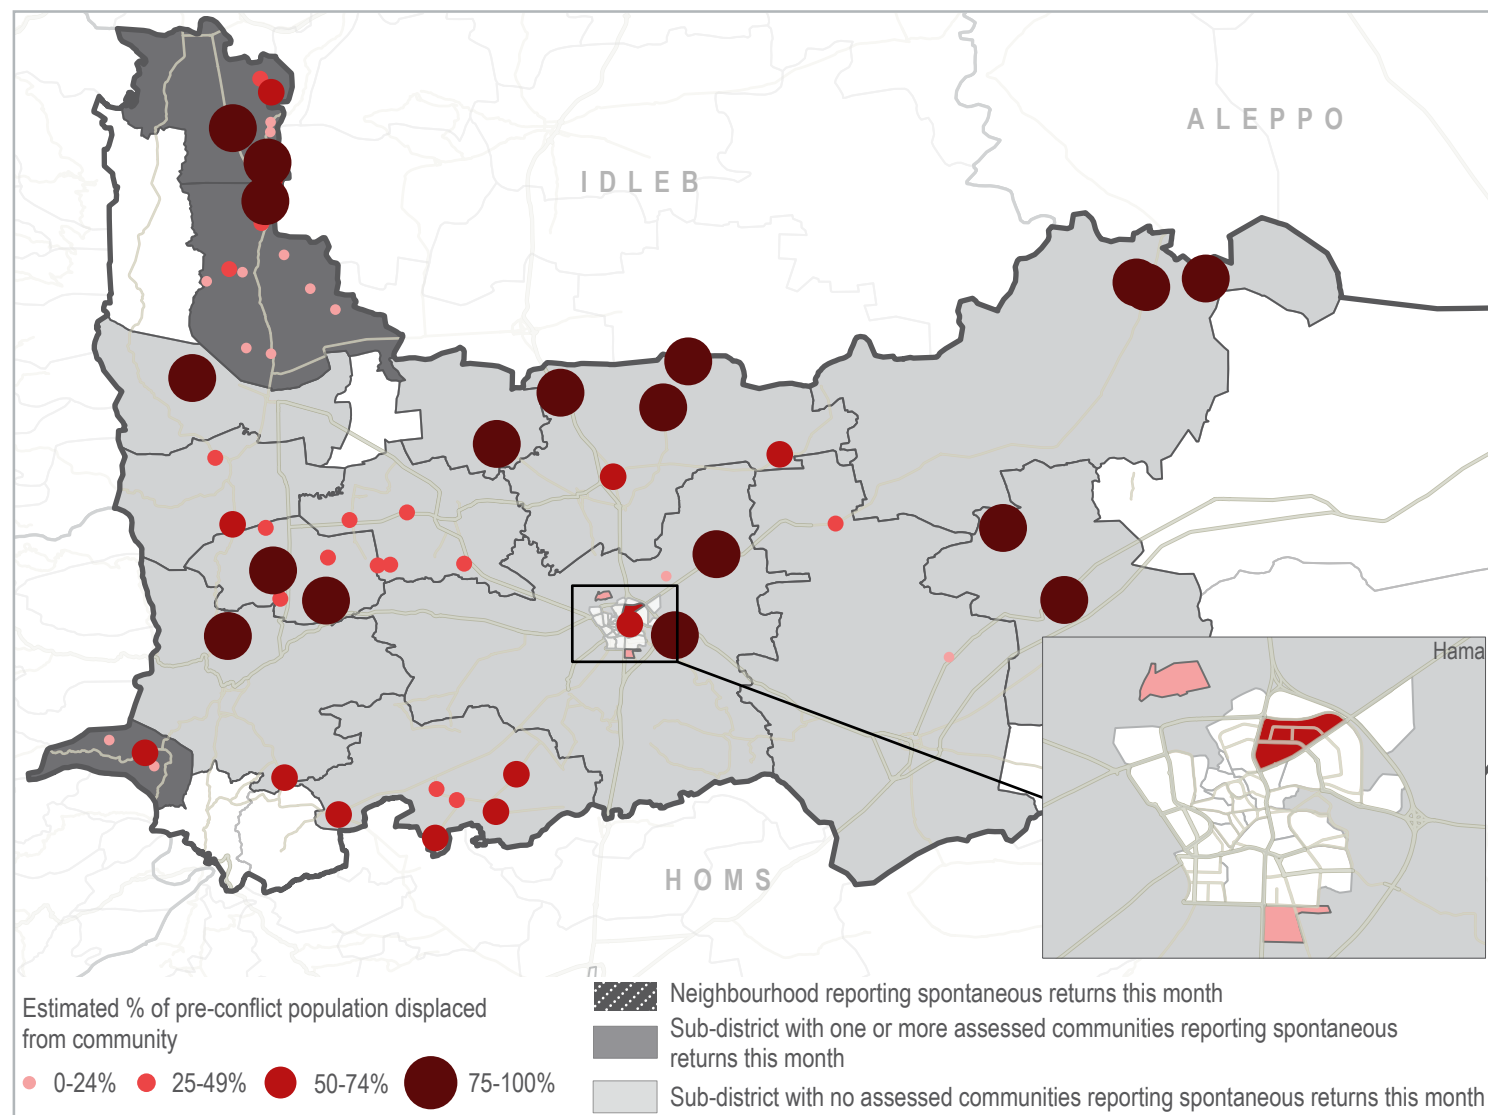 ALEPPO
IDLEB
Hama
HOMS
Estimated % of pre-conflict population displaced
from community
0-24%
25-49%
50-74%
75-100%
Neighbourhood reporting spontaneous returns this month
Sub-district with one or more assessed communities reporting spontaneous
returns this month
Sub-district with no assessed communities reporting spontaneous returns this month